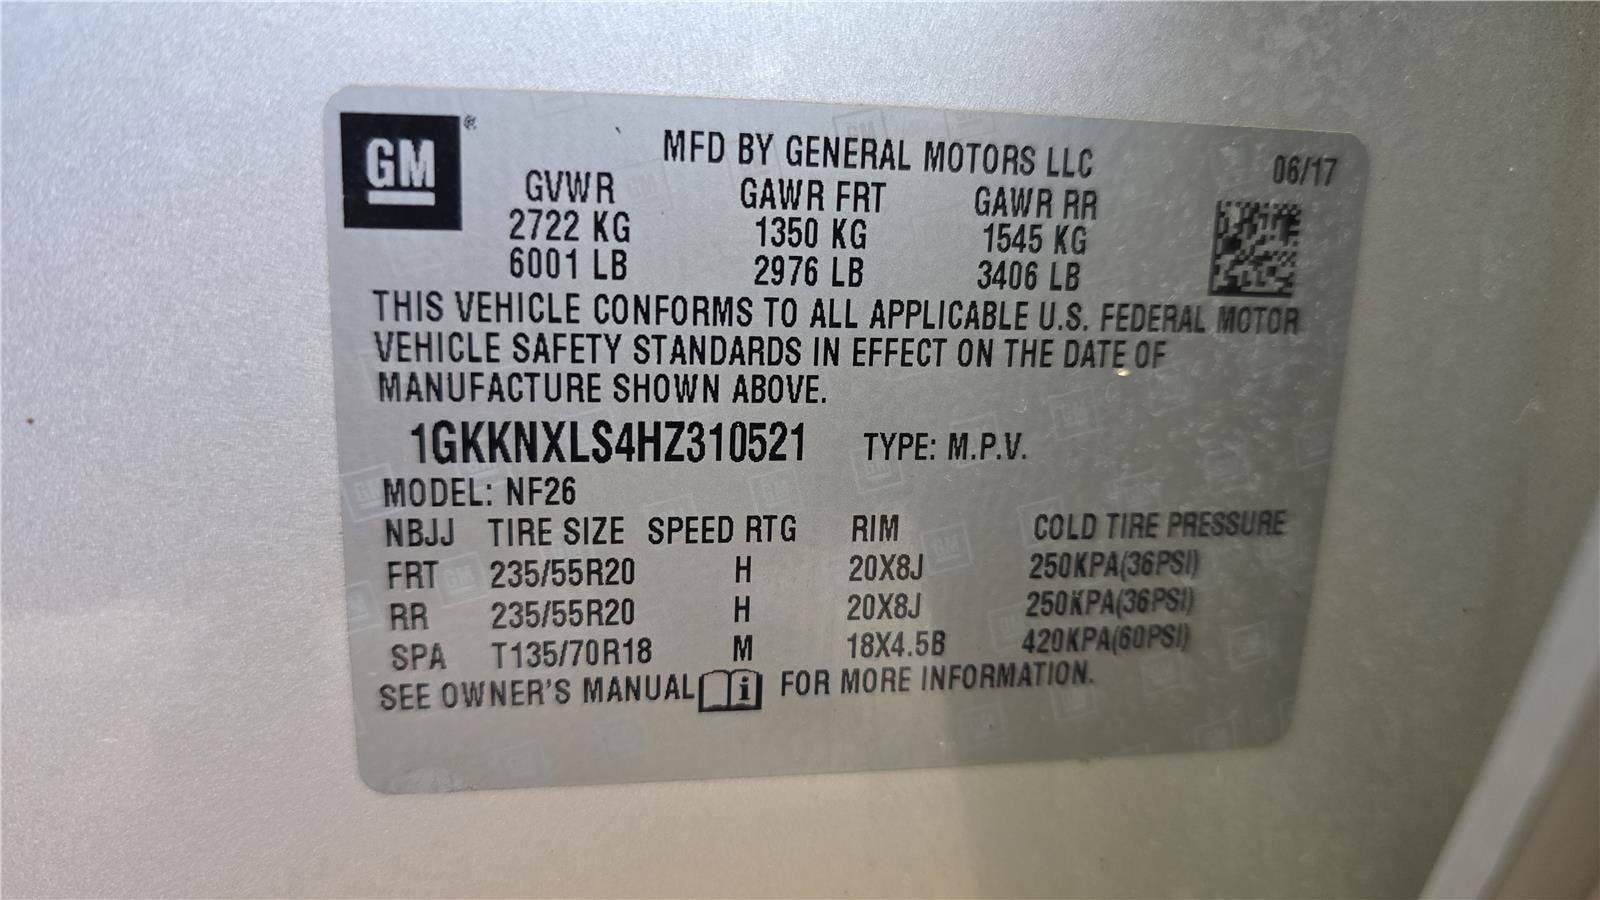 GM®
MFD BY GENERAL MOTORS LLC 06/17
GVWR GAWR FRT GAWR RR
2722 KG 1350 KG 1545 KG
6001 LB 2976 LB 3406 LB
THIS VEHICLE CONFORMS TO ALL APPLICABLE U.S. FEDERAL MOTOR
VEHICLE SAFETY STANDARDS IN EFFECT ON THE DATE OF
MANUFACTURE SHOWN ABOVE.
1GKKNXLS4HZ310521 TYPE: M.P.V.
MODEL: NF26
NBJJ TIRE SIZE SPEED RTG RIM COLD TIRE PRESSURE
FRT 235/55R20 H 20X8J 250KPA(36PSI)
RR 235/55R20 H 20X8J 250KPA(36PSI)
SPA T135/70R18 M 18X4.5B 420KPA(60PSI)
SEE OWNER'S MANUAL i FOR MORE INFORMATION.